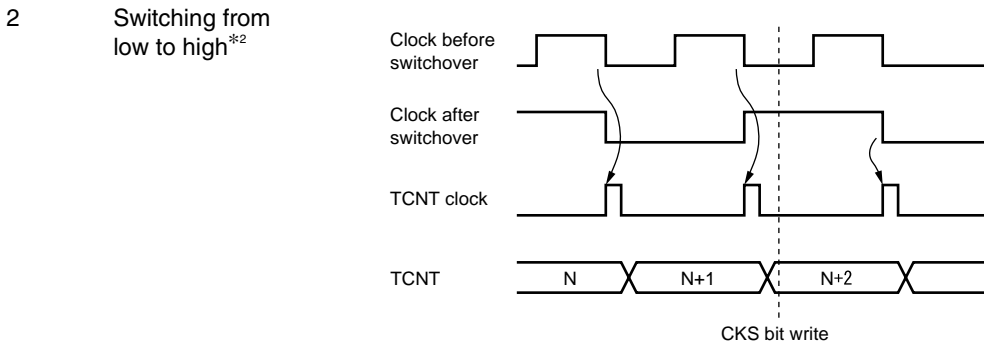 2 Switching from
low to high*2
Clock before
switchover
Clock after
switchover
TCNT clock
TCNT N N+1 N+2
CKS bit write